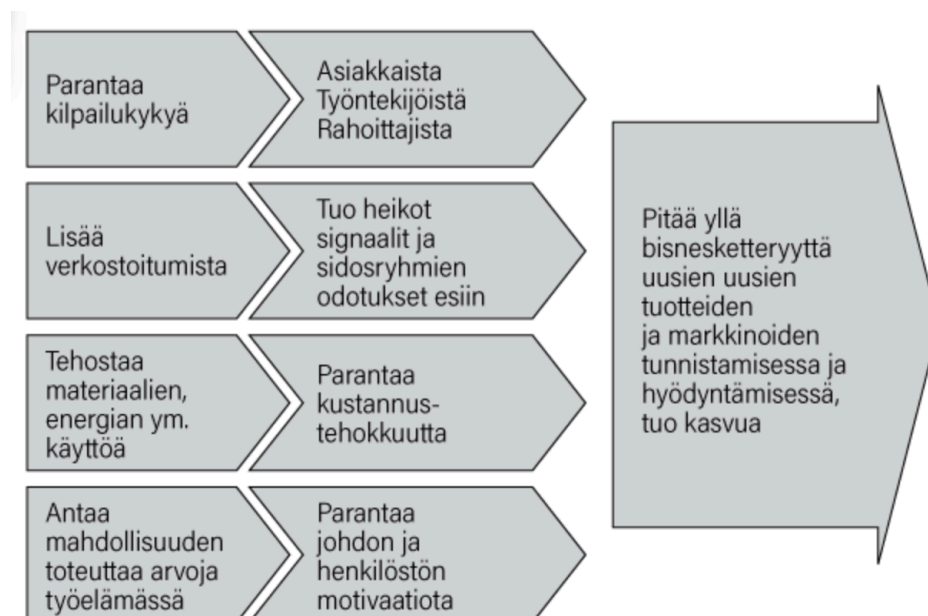 Parantaa
kilpailukykyä
Asiakkaista
Työntekijöistä
Rahoittajista
Lisää
verkostoitumista
Tuo heikot
signaalit ja
sidosryhmien
odotukset esiin
Tehostaa
materiaalien,
energian ym.
käyttöä
Parantaa
kustannus-
tehokkuutta
Antaa
mahdollisuuden
toteuttaa arvoja
työelämässä
Parantaa
johdon ja
henkilöstön
motivaatiota
Pitää yllä
bisnesketteryyttä
uusien uusien
tuotteiden
ja markkinoiden
tunnistamisessa ja
hyödyntämisessä,
tuo kasvua